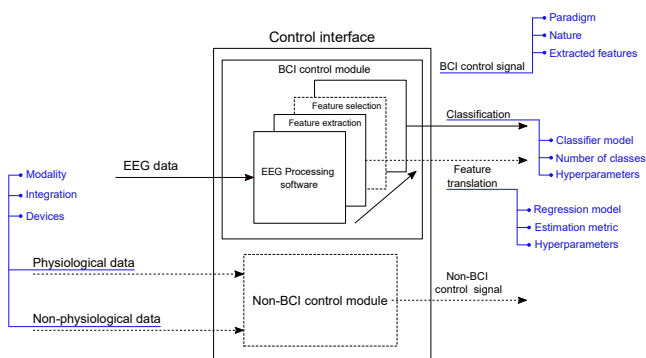 Control interface
BCI control module
Feature selection
Feature extraction
EEG Processing
software
EEG data
Modality
Integration
Devices
Physiological data
Non-physiological data
Non-BCI control module
Paradigm
Nature
Extracted features
BCI control signal
Classification
Classifier model
Number of classes
Hyperparameters
Feature
translation
Regression model
Estimation metric
Hyperparameters
Non-BCI
control signal